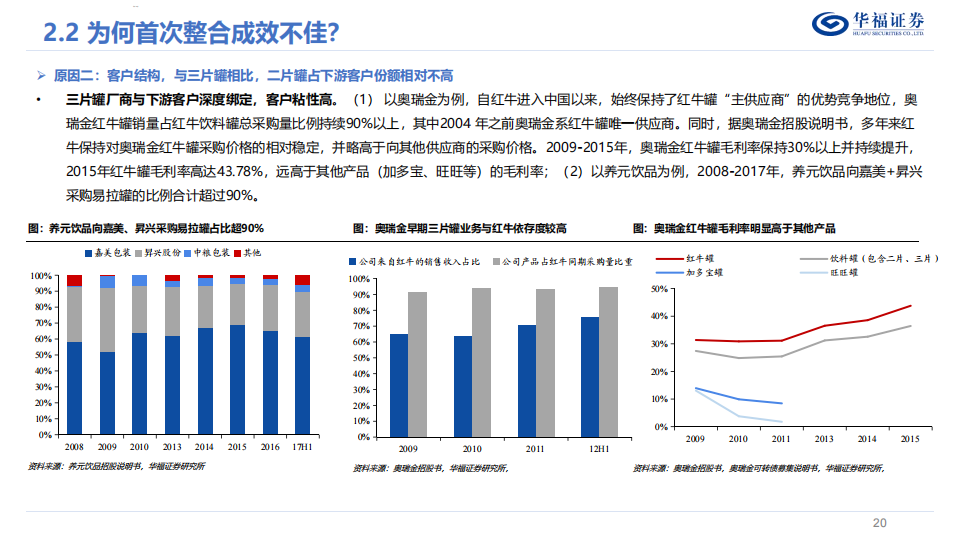 2.2 为何首次整合成效不佳？
华福证券
HUAFU SECURITIES CO.,LTD.
➢ 原因二：客户结构，与三片罐相比，二片罐占下游客户份额相对不高
• 三片罐厂商与下游客户深度绑定，客户粘性高。（1） 以奥瑞金为例，自红牛进入中国以来，始终保持了红牛罐“主供应商”的优势竞争地位，奥
瑞金红牛罐销量占红牛饮料罐总采购量比例持续90%以上，其中2004 年之前奥瑞金系红牛罐唯一供应商。同时，据奥瑞金招股说明书，多年来红
牛保持对奥瑞金红牛罐采购价格的相对稳定，并略高于向其他供应商的采购价格。2009-2015年，奥瑞金红牛罐毛利率保持30%以上并持续提升，
2015年红牛罐毛利率高达43.78%，远高于其他产品（加多宝、旺旺等）的毛利率；（2）以养元饮品为例，2008-2017年，养元饮品向嘉美+昇兴
采购易拉罐的比例合计超过90%。
图：养元饮品向嘉美、昇兴采购易拉罐占比超90%
嘉美包装 昇兴股份 中粮包装 其他
100%
90%
80%
70%
60%
50%
40%
30%
20%
10%
0%
2008 2009 2010 2013 2014 2015 2016 17H1
资料来源：养元饮品招股说明书，华福证券研究所
图：奥瑞金早期三片罐业务与红牛依存度较高
公司来自红牛的销售收入占比 公司产品占红牛同期采购量比重
100%
90%
80%
70%
60%
50%
40%
30%
20%
10%
0%
2009 2010 2011 12H1
资料来源：奥瑞金招股书，华福证券研究所，
图：奥瑞金红牛罐毛利率明显高于其他产品
红牛罐 饮料罐（包含二片、三片）
加多宝罐 旺旺罐
50%
40%
30%
20%
10%
0%
2009 2010 2011 2013 2014 2015
资料来源：奥瑞金招股书，奥瑞金可转债募集说明书，华福证券研究所，
20